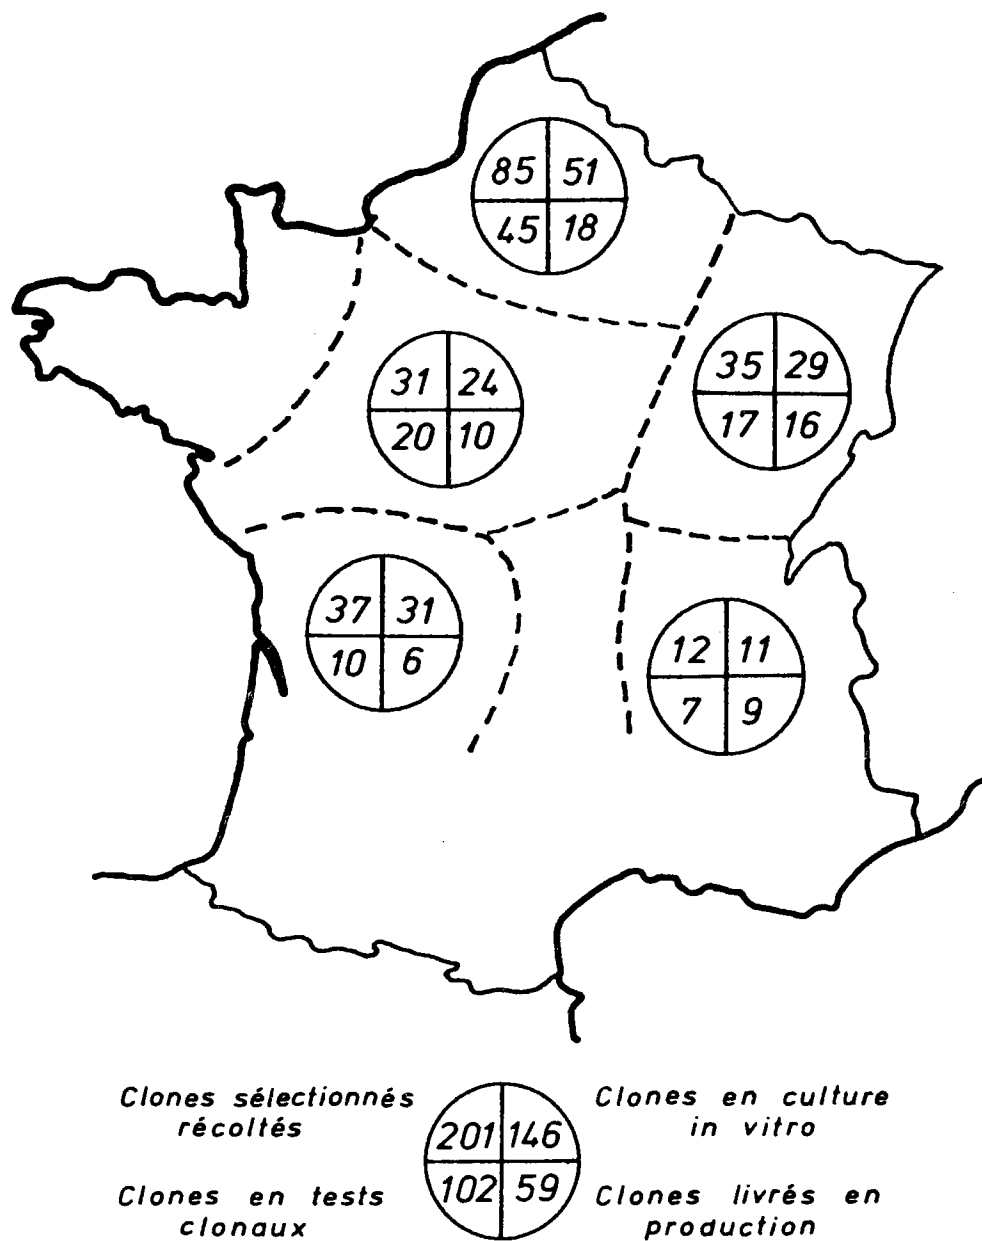 85 51
45 18
31 24
20 10
35 29
17 16
37 31
10 6
12 11
7 9
Clones sélectionnés
récoltés
201 146
102 59
Clones en culture
in vitro
Clones en tests
clonaux
Clones livrés en
production